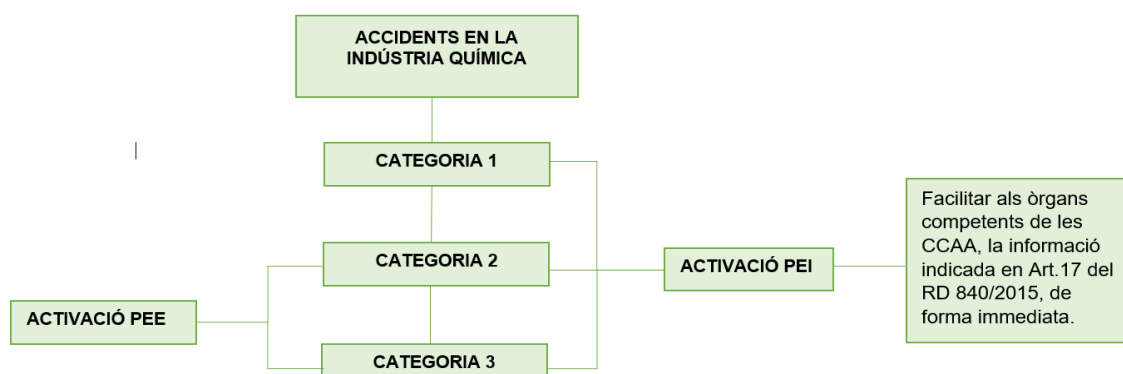 ACCIDENTS EN LA
INDÚSTRIA QUÍMICA
CATEGORIA 1
CATEGORIA 2
CATEGORIA 3
ACTIVACIÓ PEE
ACTIVACIÓ PEI
Facilitar als òrgans
competents de les
CCAA, la informació
indicada en Art.17 del
RD 840/2015, de
forma immediata.